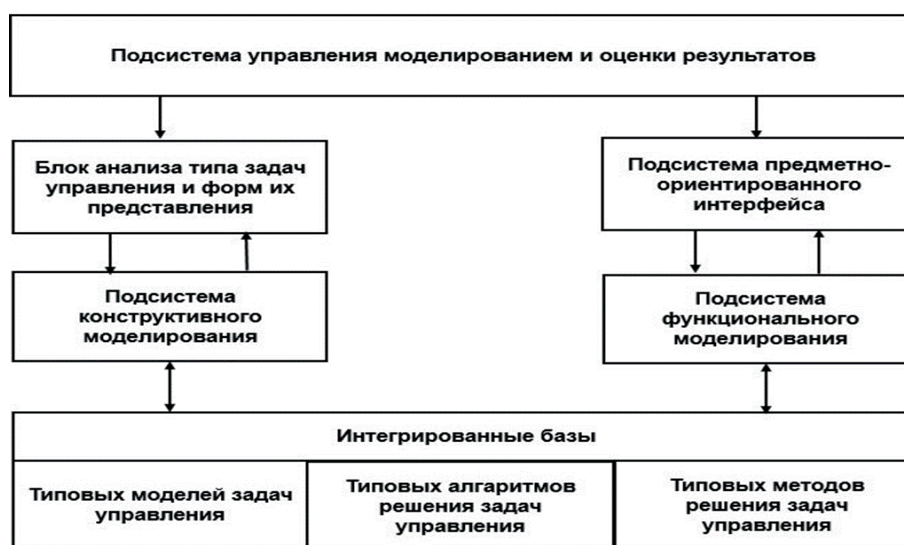 Подсистема управления моделированием и оценки результатов
Блок анализа типа задач
управления и форм их
представления
Подсистема предметно-
ориентированного
интерфейса
Подсистема
конструктивного
моделирования
Подсистема
функционального
моделирования
Интегрированные базы
Типовых моделей задач
управления
Типовых алгоритмов
решения задач
управления
Типовых методов
решения задач
управления